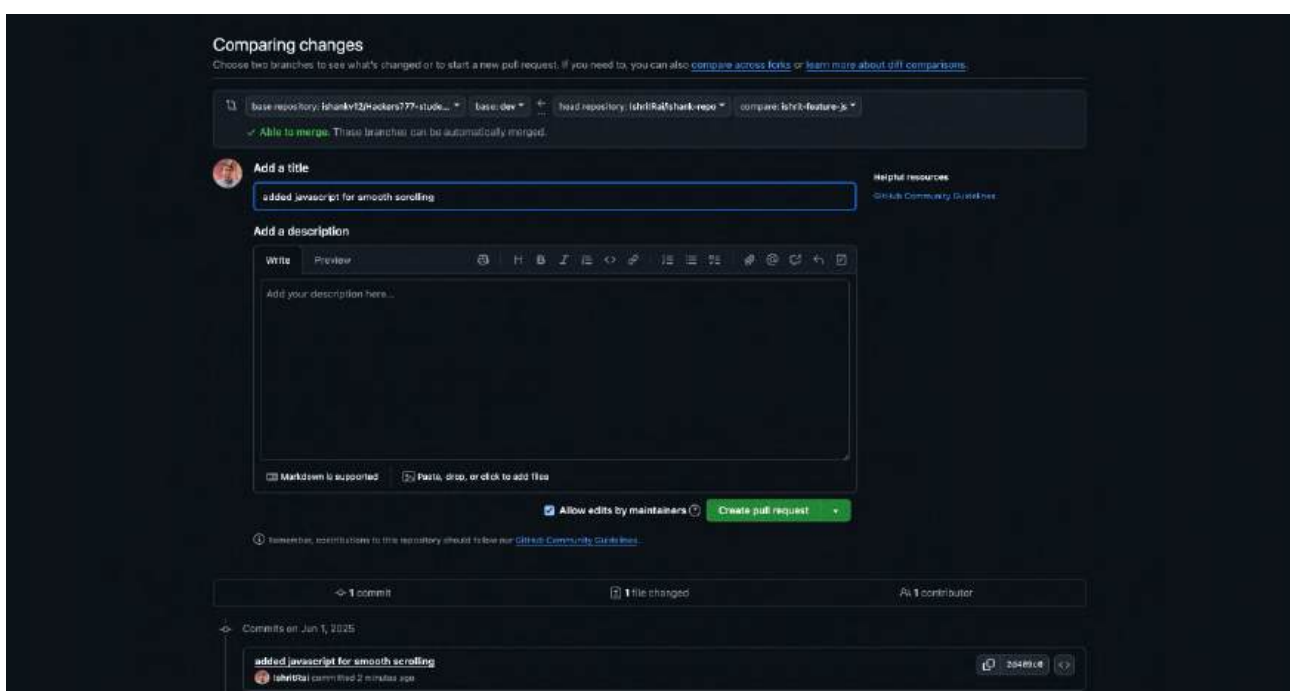 Comparing changes
Choose two branches to see what's changed or to start a new pull request. If you need to, you can also compare across forks or learn more about diff comparisons.
base repository: ishankv12/Hackers777-stude... base: dev ← head repository: IshritRai/shank-repo compare: ishrit-feature-js
✓ Able to merge. These branches can be automatically merged.
Add a title
Helpful resources
added javascript for smooth scrolling
GitHub Community Guidelines
Add a description
Write Preview
Add your description here...
Markdown is supported Paste, drop, or click to add files
Allow edits by maintainers Create pull request
Remember, contributions to this repository should follow our GitHub Community Guidelines.
1 commit 1 file changed 1 contributor
Commits on Jun 1, 2025
added javascript for smooth scrolling
IshritRai committed 2 minutes ago